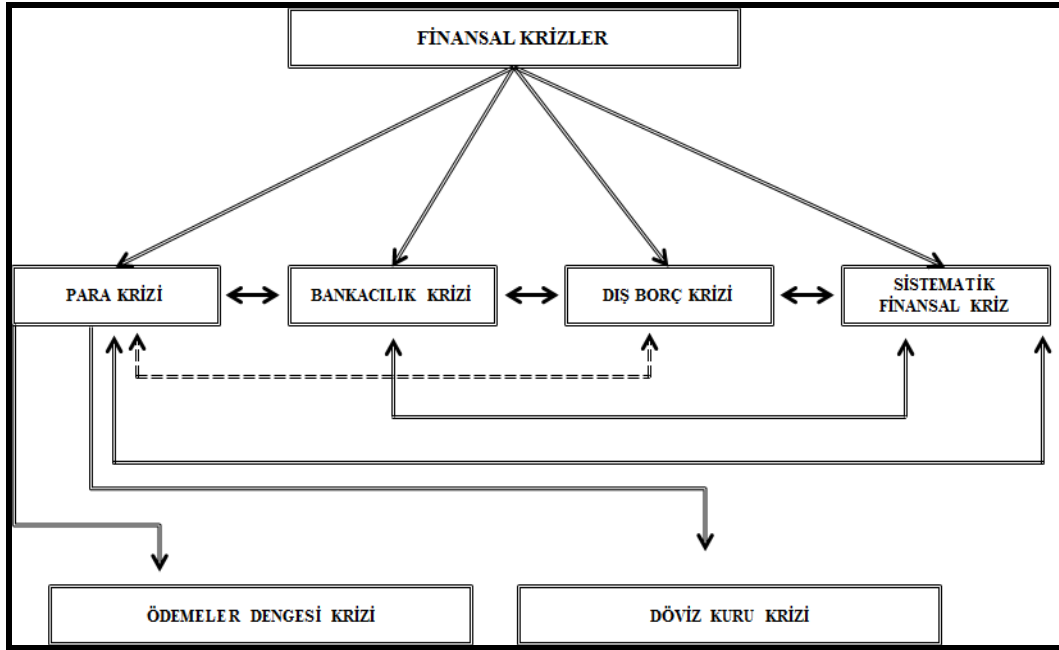 FİNANSAL KRİZLER
PARA KRİZİ
BANKACILIK KRİZİ
DIŞ BORÇ KRİZİ
SİSTEMATİK
FİNANSAL KRİZ
ÖDEMELER DENGESİ KRİZİ
DÖVİZ KURU KRİZİ